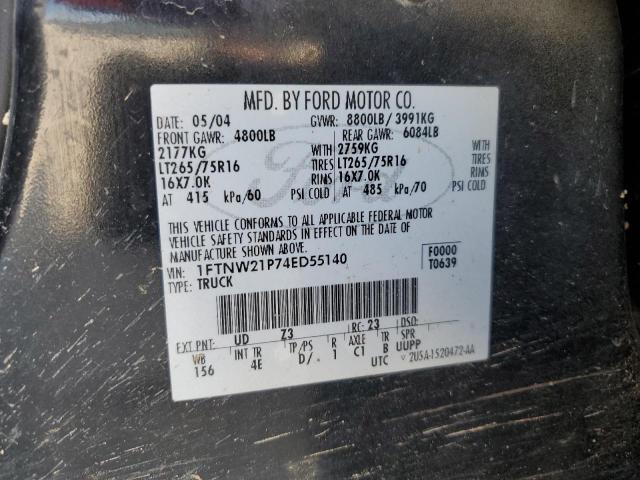 MFD. BY FORD MOTOR CO.
DATE: 05/04 GVWR: 8800LB/ 3991KG
FRONT GAWR: 4800LB REAR GAWR: 6084LB
2177KG WITH 2759KG WITH
LT265/75R16 TIRES LT265/75R16 TIRES
16X7.0K RIMS 16X7.0K RIMS
AT 415 kPa/60 PSI COLD AT 485 kPa/70 PSI COLD
THIS VEHICLE CONFORMS TO ALL APPLICABLE FEDERAL MOTOR
VEHICLE SAFETY STANDARDS IN EFFECT ON THE DATE OF
MANUFACTURE SHOWN ABOVE.
VIN: 1FTNW21P74ED55140 F0000
TYPE: TRUCK T0639
EXT PNT: UD Z3 RC: 23 DSO:
WB INT TR TP/PS R AXLE TR SPR
156 4E D/ 1 C1 B UUPP
UTC 2U5A-1520472-AA
Ford